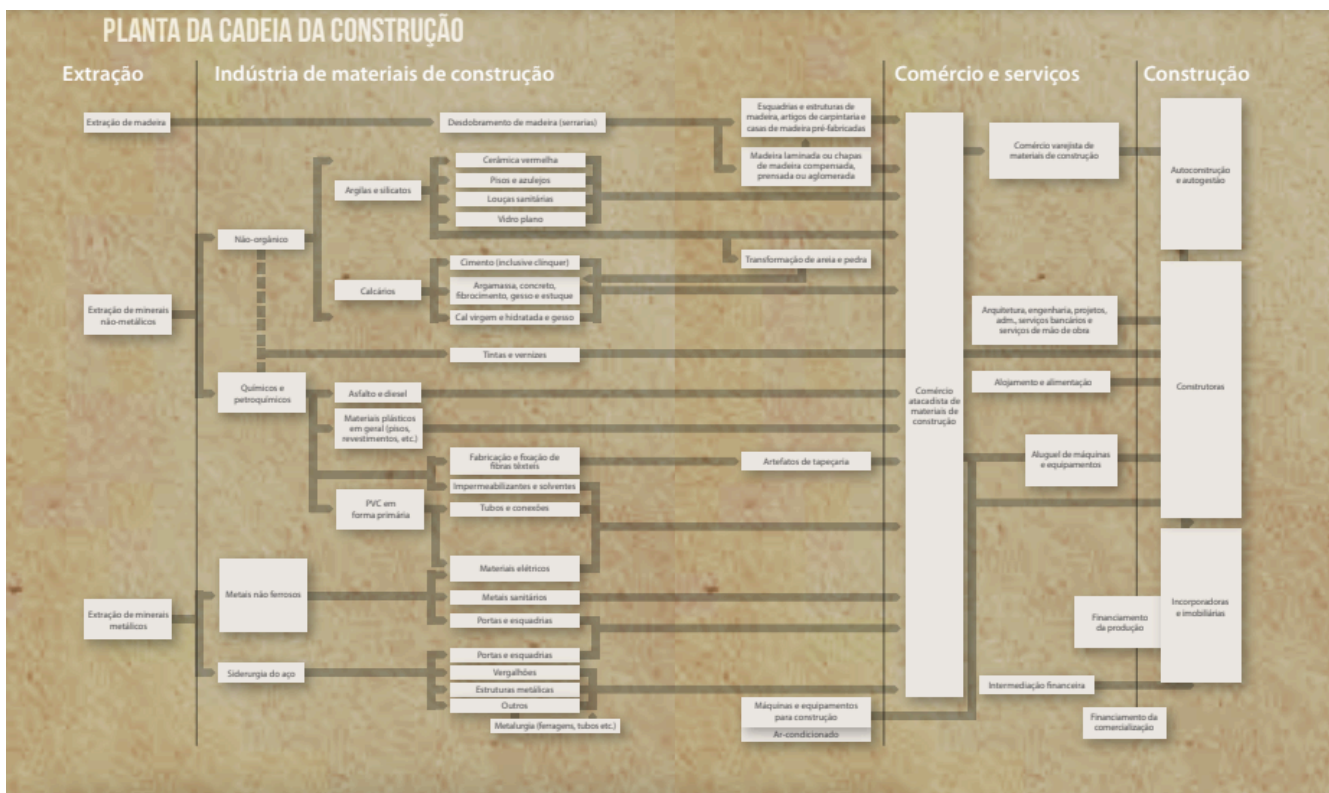 PLANTA DA CADEIA DA CONSTRUÇÃO
Extração
Indústria de materiais de construção
Comércio e serviços
Construção
Extração de madeira
Desdobramento de madeira (serrarias)
Esquadrias e estruturas de
madeira, artigos de carpintaria e
casas de madeira pré-fabricadas
Madeira laminada ou chapas
de madeira compensada,
prensada ou aglomerada
Comércio varejista de
materiais de construção
Autoconstrução
e autogestão
Cerâmica vermelha
Pisos e azulejos
Louças sanitárias
Vidro plano
Argilas e silicatos
Não-orgânico
Transformação de areia e pedra
Cimento (inclusive clínquer)
Argamassa, concreto,
fibrocimento, gesso e estuque
Cal virgem e hidratada e gesso
Calcários
Extração de minerais
não-metálicos
Arquitetura, engenharia, projetos,
adm., serviços bancários e
serviços de mão de obra
Tintas e vernizes
Químicos e
petroquímicos
Asfalto e diesel
Materiais plásticos
em geral (pisos,
revestimentos, etc.)
Comércio
atacadista de
materiais de
construção
Alojamento e alimentação
Construtoras
Fabricação e fixação de
fibras têxteis
Artefatos de tapeçaria
Aluguel de máquinas
e equipamentos
Impermeabilizantes e solventes
PVC em
forma primária
Tubos e conexões
Materiais elétricos
Metais não ferrosos
Metais sanitários
Portas e esquadrias
Extração de minerais
metálicos
Incorporadoras
e imobiliárias
Financiamento
da produção
Portas e esquadrias
Siderurgia do aço
Vergalhões
Estruturas metálicas
Outros
Metalurgia (ferragens, tubos etc.)
Intermediação financeira
Máquinas e equipamentos
para construção
Ar-condicionado
Financiamento da
comercialização